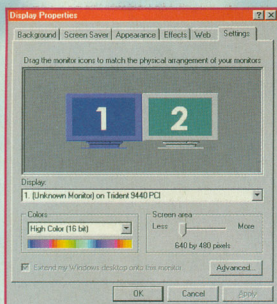 Display Properties
Background Screen Saver Appearance Effects Web Settings
Drag the monitor icons to match the physical arrangement of your monitors.
1 2
Display:
1. (Unknown Monitor) on Trident 9440 PCI
Colors
High Color (16 bit)
Screen area
Less More
640 by 480 pixels
Extend my Windows desktop onto this monitor.
Advanced...
OK Cancel Apply